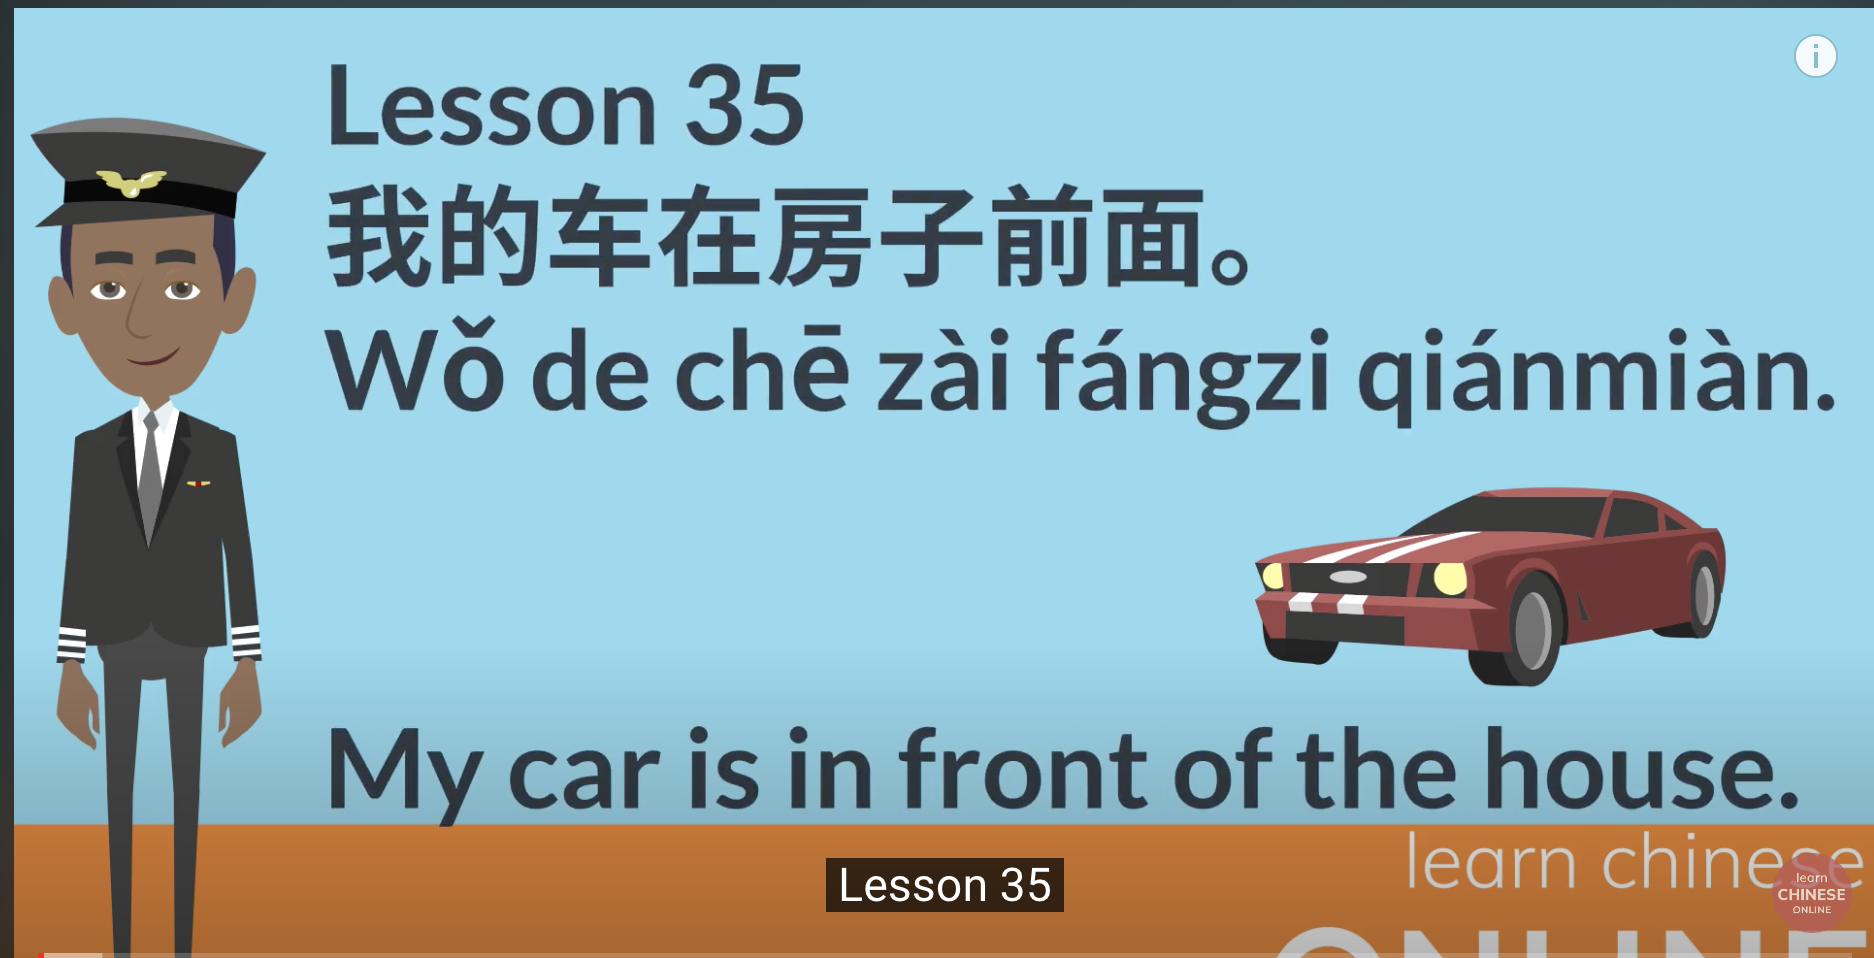 Lesson 35
我的车在房子前面。
Wǒ de chē zài fángzi qiánmiàn.
My car is in front of the house.
Lesson 35
learn chinese
ONLINE
learn
CHINESE
ONLINE